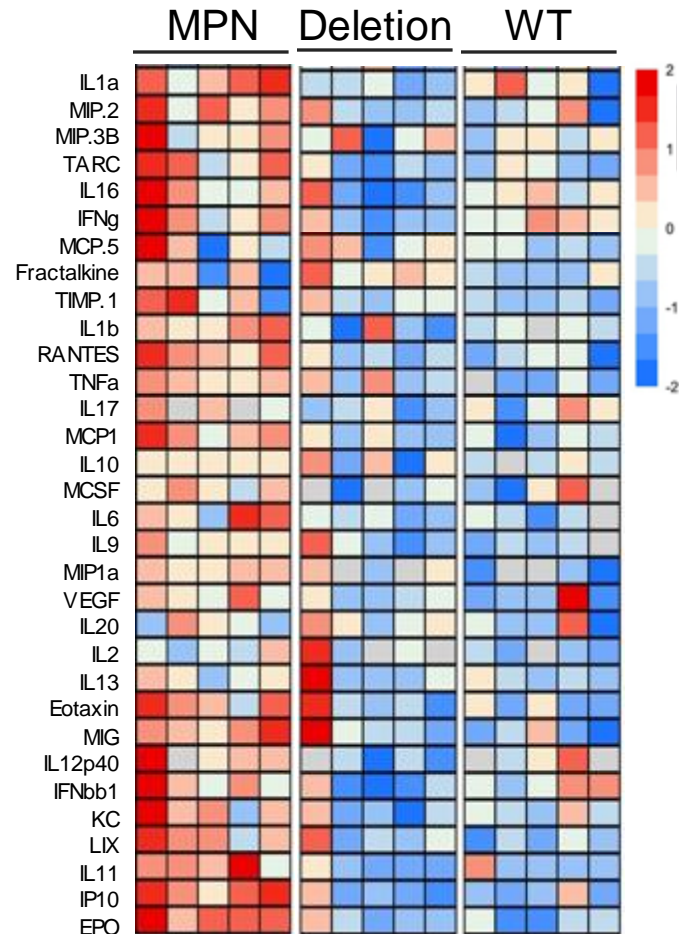 MPN Deletion WT
IL1a
MIP.2
MIP.3B
TARC
IL16
IFNg
MCP.5
Fractalkine
TIMP.1
IL1b
RANTES
TNFa
IL17
MCP1
IL10
MCSF
IL6
IL9
MIP1a
VEGF
IL20
IL2
IL13
Eotaxin
MIG
IL12p40
IFNbb1
KC
LIX
IL11
IP10
EPO
2
1
0
-1
-2